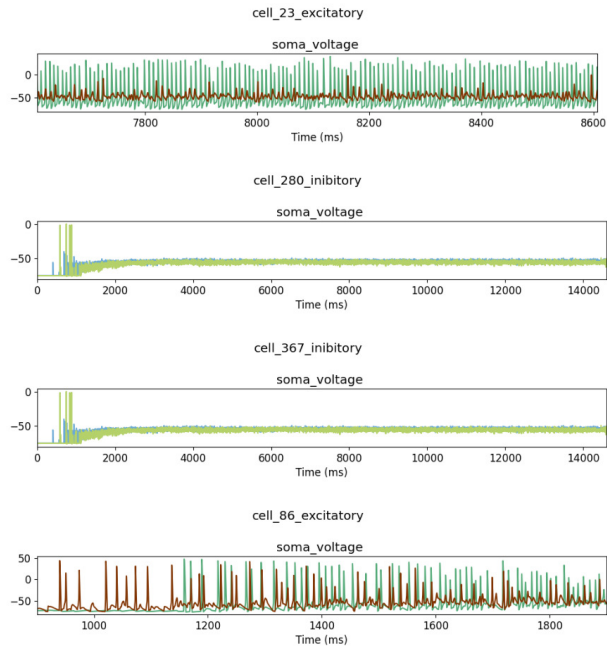 cell_23_excitatory
soma_voltage
0
−50
7800 8000 8200 8400 8600
Time (ms)
cell_280_inibitory
soma_voltage
0
−50
0 2000 4000 6000 8000 10000 12000 14000
Time (ms)
cell_367_inibitory
soma_voltage
0
−50
0 2000 4000 6000 8000 10000 12000 14000
Time (ms)
cell_86_excitatory
soma_voltage
50
0
−50
1000 1200 1400 1600 1800
Time (ms)